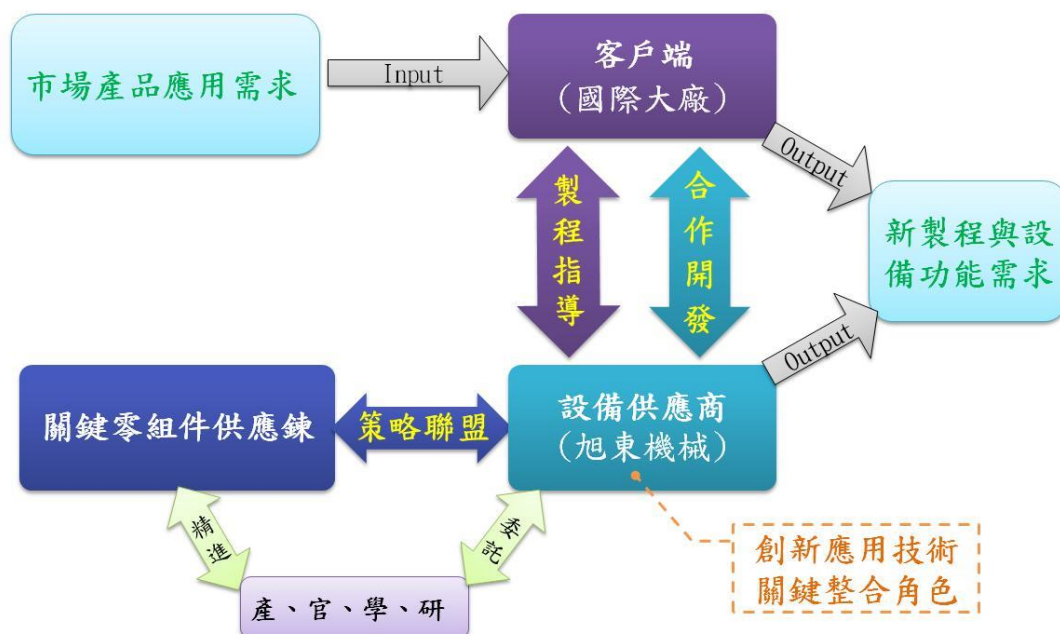 市場產品應用需求
Input
客戶端
（國際大廠）
Output
製程指導
合作開發
新製程與設
備功能需求
Output
關鍵零組件供應鍊
策略聯盟
設備供應商
（旭東機械）
精進
委託
產、官、學、研
創新應用技術
關鍵整合角色